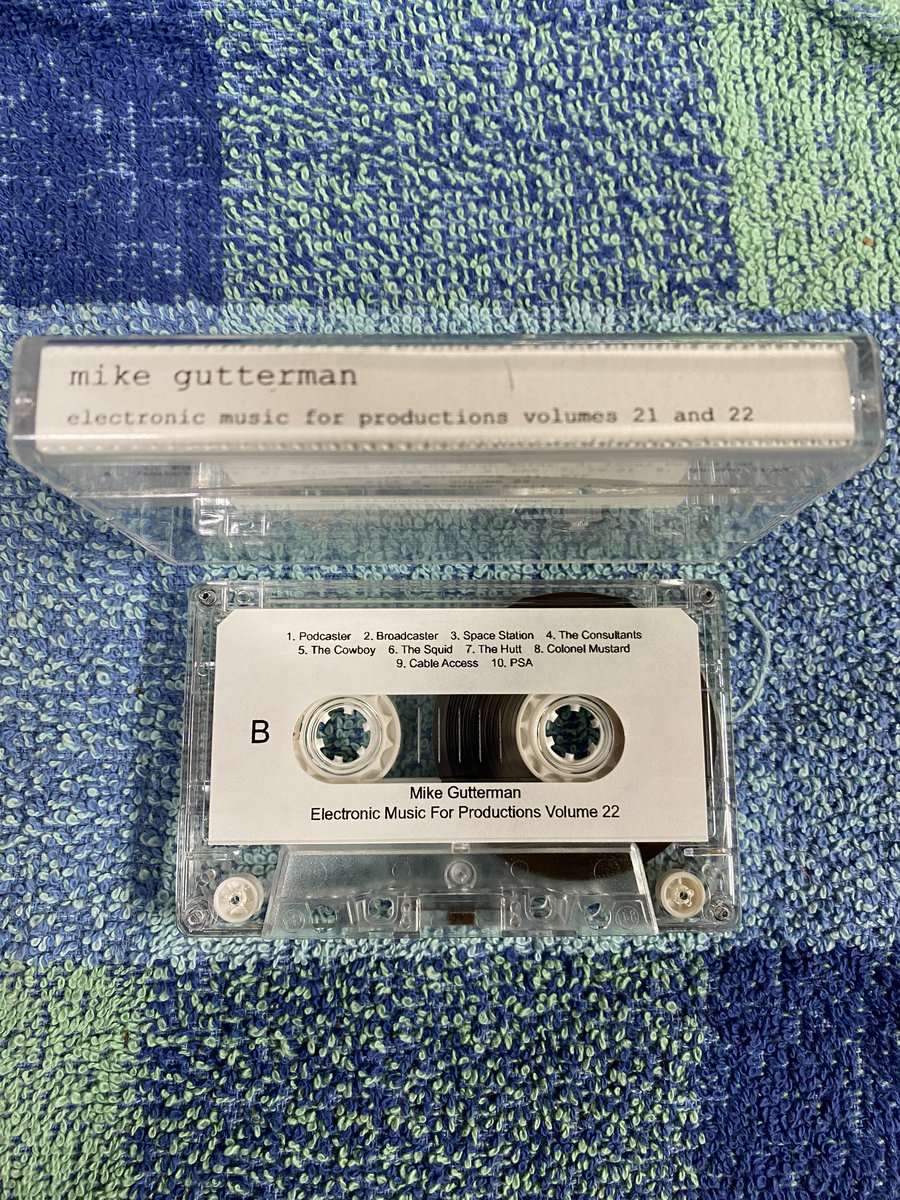 mike gutterman
electronic music for productions volumes 21 and 22
1. Podcaster 2. Broadcaster 3. Space Station 4. The Consultants
5. The Cowboy 6. The Squid 7. The Hutt 8. Colonel Mustard
9. Cable Access 10. PSA
B
Mike Gutterman
Electronic Music For Productions Volume 22